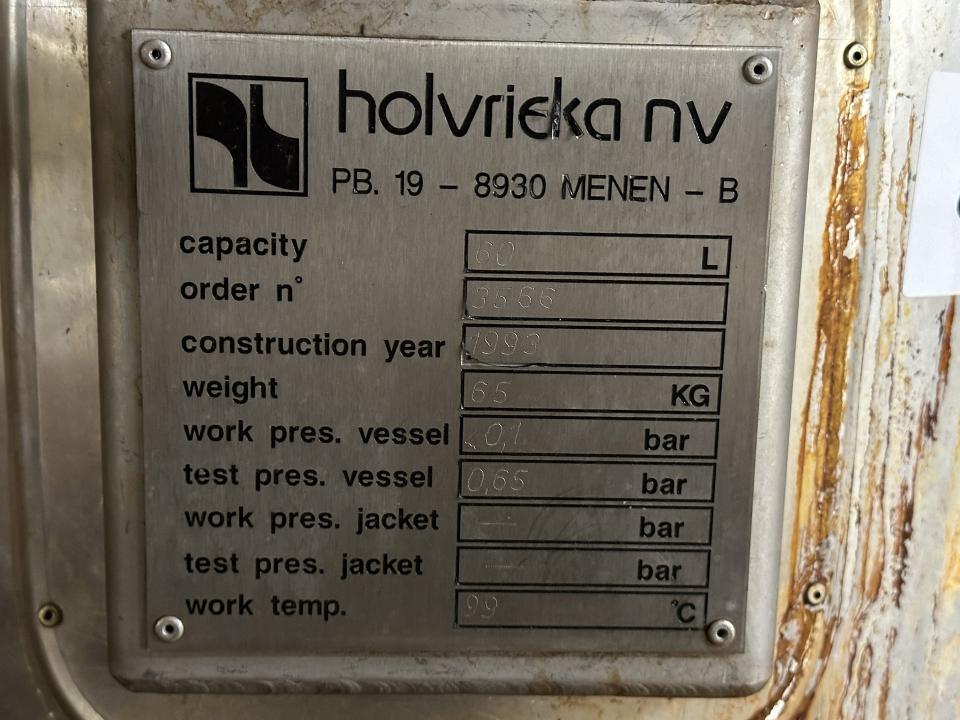 holvrieka nv
PB. 19 – 8930 MENEN – B
capacity 60 L
order n° 3566
construction year 1993
weight 65 KG
work pres. vessel 0,1 bar
test pres. vessel 0,65 bar
work pres. jacket — bar
test pres. jacket — bar
work temp. 99 °C